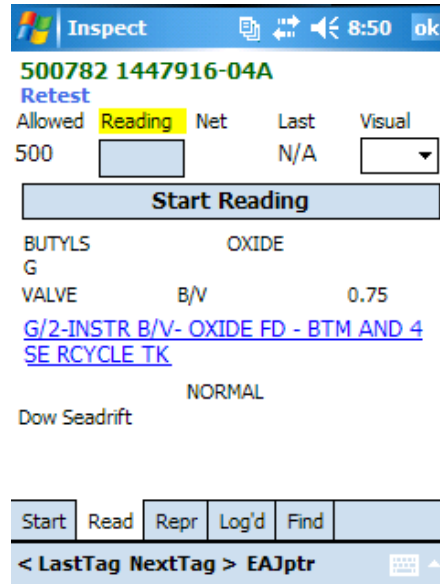 Inspect 8:50 ok
500782 1447916-04A
Retest
Allowed Reading Net Last Visual
500 N/A
Start Reading
BUTYLS OXIDE
G
VALVE B/V 0.75
G/2-INSTR B/V- OXIDE FD - BTM AND 4
SE RCYCLE TK
NORMAL
Dow Seadrift
Start Read Repr Log'd Find
< LastTag NextTag > EAJptr